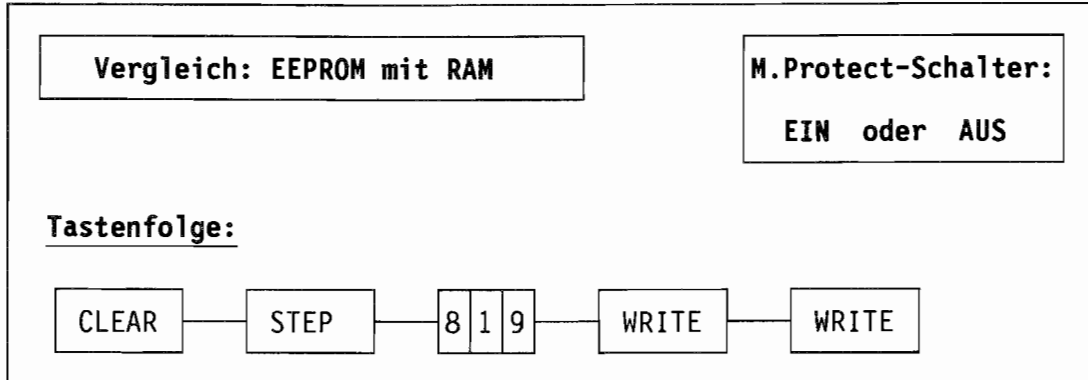 Vergleich: EEPROM mit RAM
M.Protect-Schalter:
EIN oder AUS
Tastenfolge:
CLEAR STEP 8 1 9 WRITE WRITE